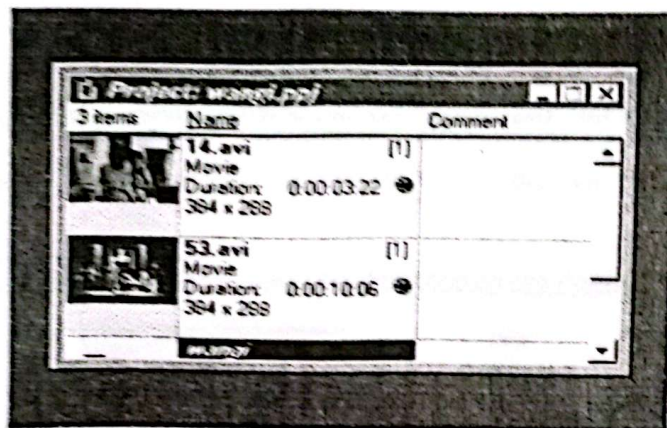 Project: wangi.ppj
3 items Name Comment
14.avi [1]
Movie
Duration: 0:00:03:22
384 x 288
53.avi [1]
Movie
Duration: 0:00:10:06
384 x 288
wangi